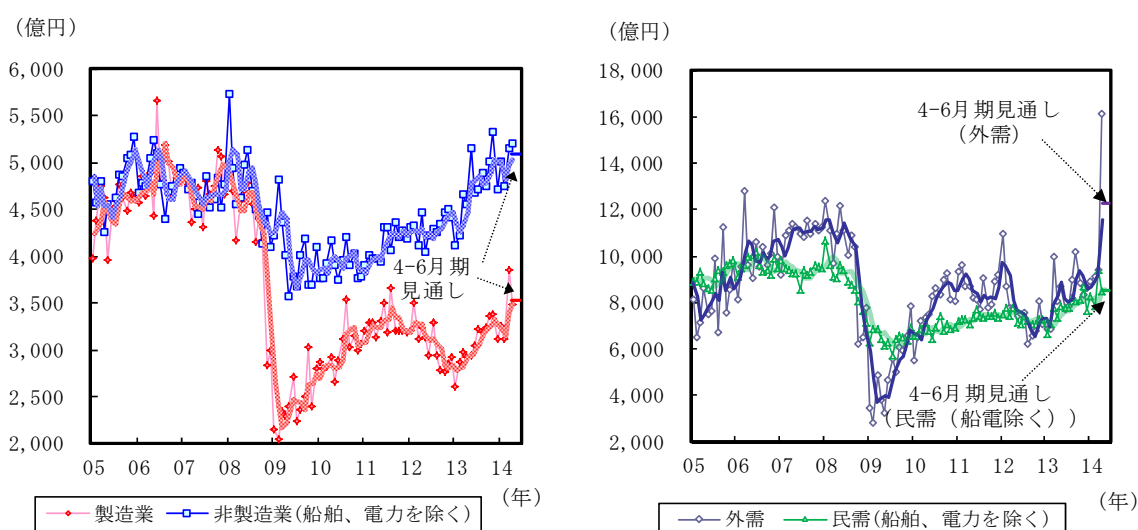 (億円)
6,000
5,500
5,000
4,500
4,000
3,500
3,000
2,500
2,000
4-6月期
見通し
05 06 07 08 09 10 11 12 13 14
(年)
製造業 非製造業(船舶、電力を除く)
(億円)
18,000
16,000
14,000
12,000
10,000
8,000
6,000
4,000
2,000
4-6月期見通し
(外需)
4-6月期見通し
(民需(船電除く))
05 06 07 08 09 10 11 12 13 14
(年)
外需 民需(船舶、電力を除く)